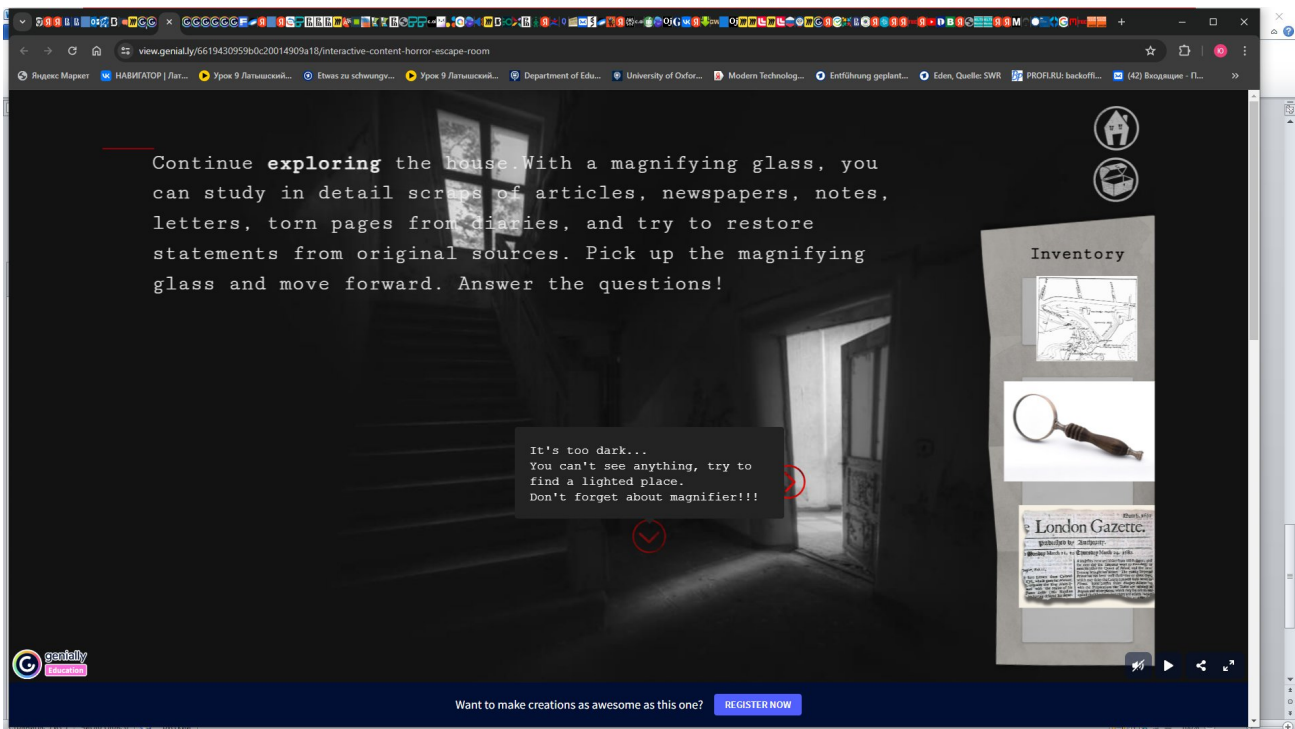 view.genial.ly/6619430959b0c20014909a18/interactive-content-horror-escape-room
Яндекс Маркет
НАВИГАТОР | Лат...
Урок 9 Латышский...
Etwas zu schwungv...
Урок 9 Латышский...
Department of Edu...
University of Oxfor...
Modern Technolog...
Entführung geplant...
Eden, Quelle: SWR
PROFI.RU: backoffi...
(42) Входящие - П...
Continue exploring the house.With a magnifying glass, you
can study in detail scraps of articles, newspapers, notes,
letters, torn pages from diaries, and try to restore
statements from original sources. Pick up the magnifying
glass and move forward. Answer the questions!
Inventory
It's too dark...
You can't see anything, try to
find a lighted place.
Don't forget about magnifier!!!
London Gazette.
Published by Authority.
genially
Education
Want to make creations as awesome as this one?
REGISTER NOW